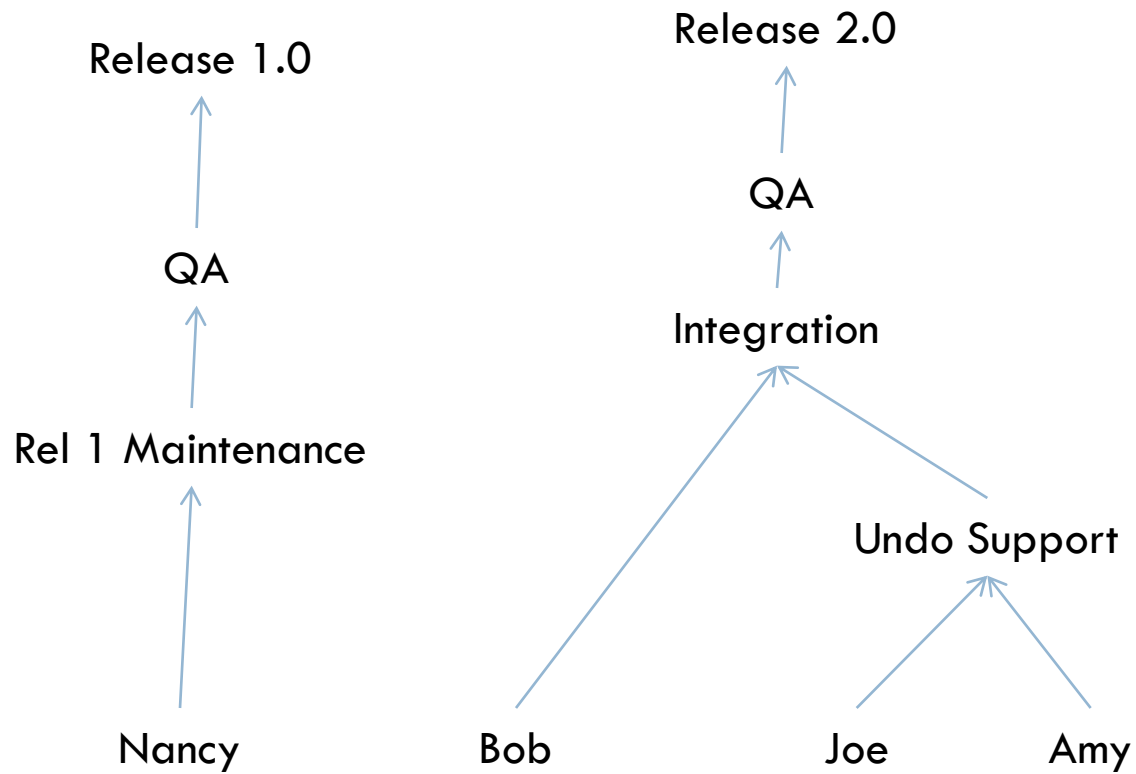 Release 1.0
Release 2.0
QA
QA
Integration
Rel 1 Maintenance
Undo Support
Nancy
Bob
Joe
Amy